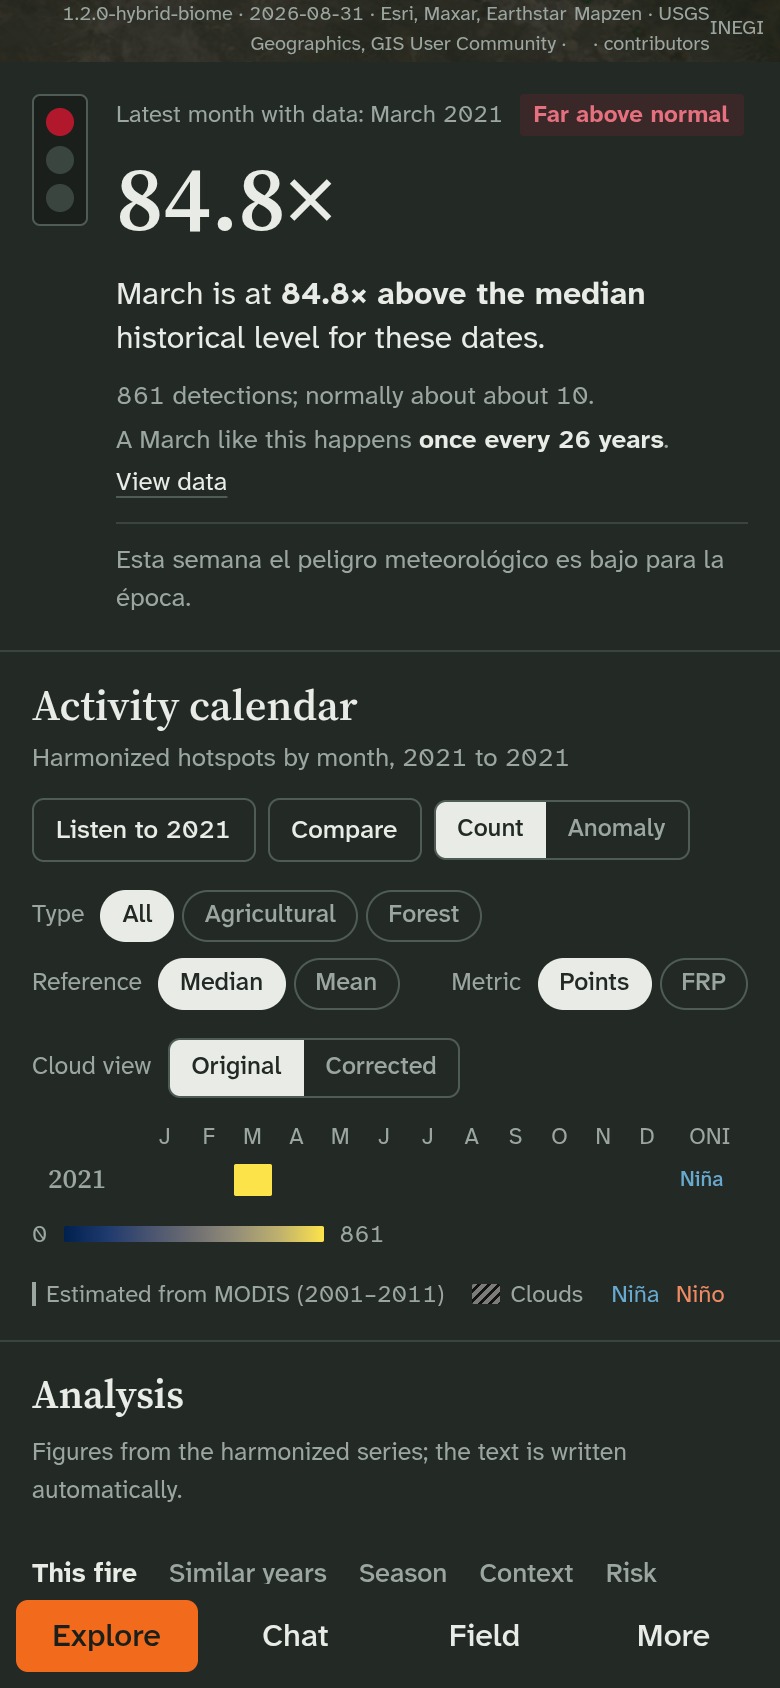 1.2.0-hybrid-biome · 2026-08-31 · Esri, Maxar, Earthstar Mapzen · USGS INEGI
Geographics, GIS User Community · · contributors
Latest month with data: March 2021 Far above normal
84.8×
March is at 84.8× above the median
historical level for these dates.
861 detections; normally about about 10.
A March like this happens once every 26 years.
View data
Esta semana el peligro meteorológico es bajo para la
época.
Activity calendar
Harmonized hotspots by month, 2021 to 2021
Listen to 2021 Compare Count Anomaly
Type All Agricultural Forest
Reference Median Mean Metric Points FRP
Cloud view Original Corrected
J F M A M J J A S O N D ONI
2021 Niña
0 861
Estimated from MODIS (2001–2011) Clouds Niña Niño
Analysis
Figures from the harmonized series; the text is written
automatically.
This fire Similar years Season Context Risk
Explore Chat Field More